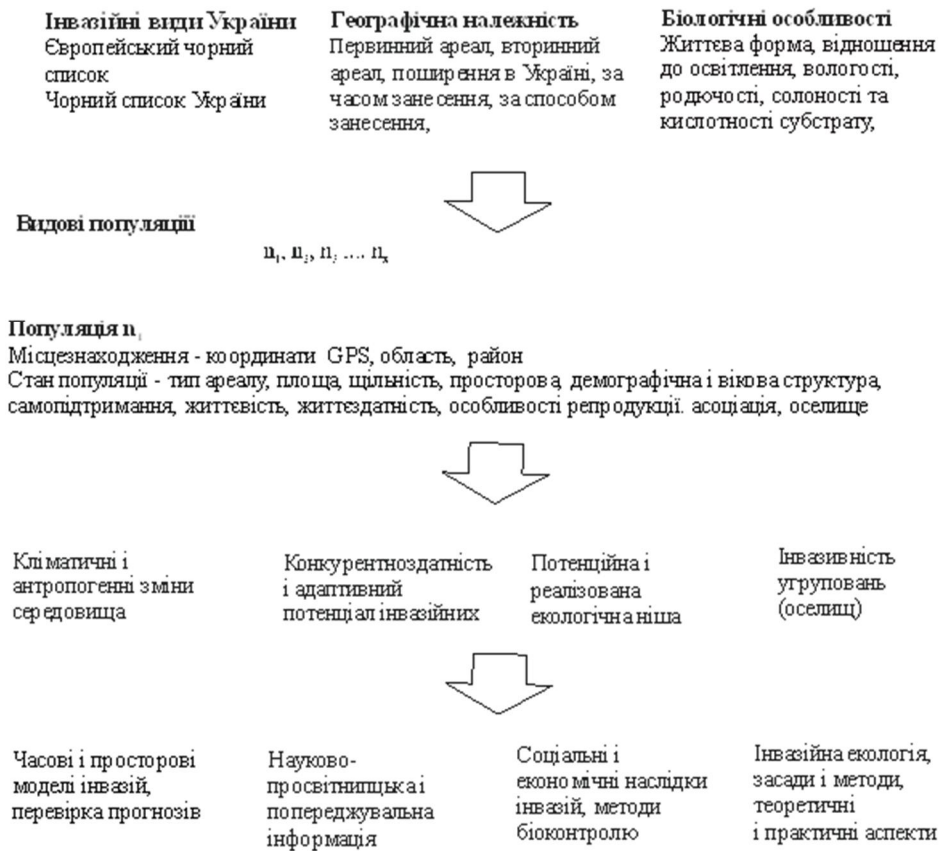 Інвазійні види України
Європейський чорний
список
Чорний список України
Географічна належність
Первинний ареал, вторинний
ареал, поширення в Україні, за
часом занесення, за способом
занесення,
Біологічні особливості
Життєва форма, відношення
до освітлення, вологості,
родючості, солоності та
кислотності субстрату,
Видові популяціїї
n₁, n₂, n₃ .... nₓ
Популяція n₁
Місцезнаходження - координати GPS, область, район
Стан популяції - тип ареалу, площа, щільність, просторова, демографічна і вікова структура,
самопідтримання, життєвість, життєздатність, особливості репродукції. асоціація, оселище
Кліматичні і
антропогенні зміни
середовища
Конкурентноздатність
і адаптивний
потенціал інвазійних
Потенційна і
реалізована
екологічна ніша
Інвазивність
угруповань
(оселищ)
Часові і просторові
моделі інвазій,
перевірка прогнозів
Науково-
просвітницька і
попереджувальна
інформація
Соціальні і
економічні наслідки
інвазій, методи
біоконтролю
Інвазійна екологія,
засади і методи,
теоретичні
і практичні аспекти